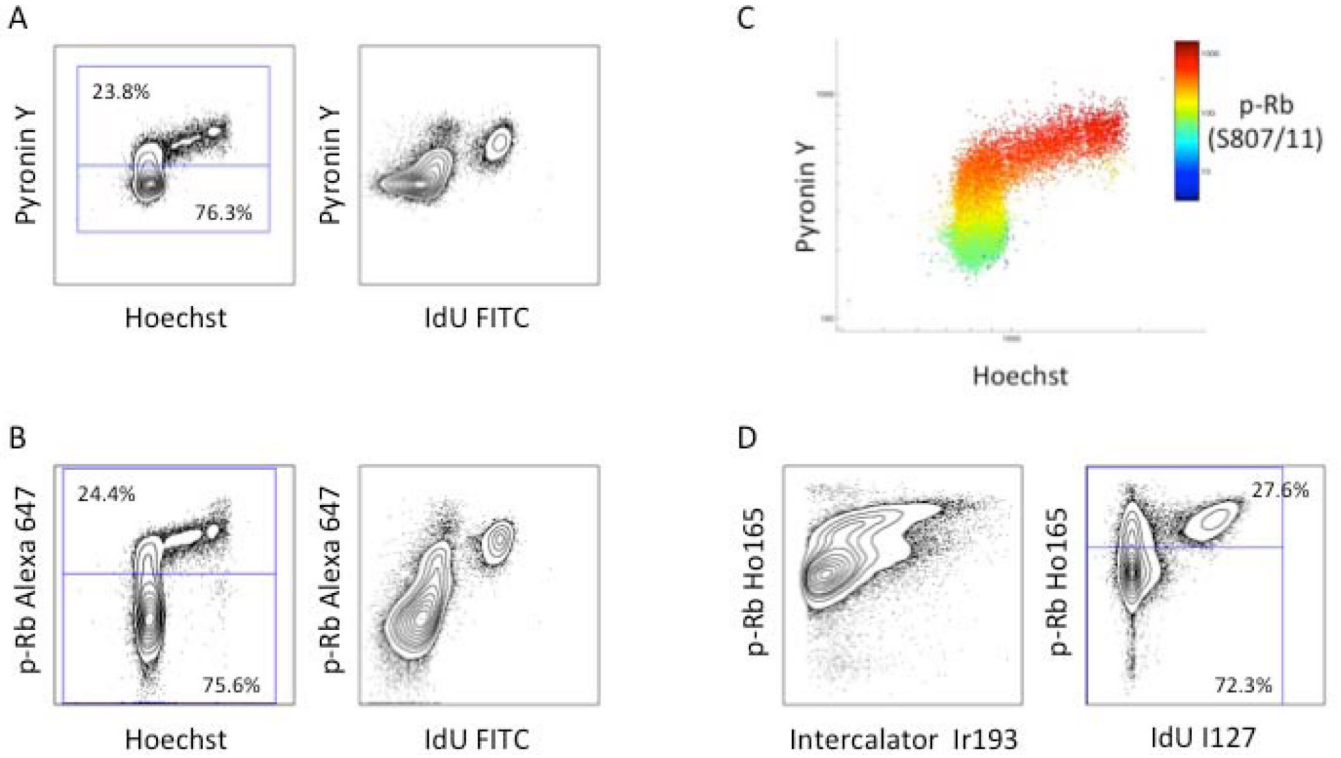 A
Pyronin Y
23.8%
76.3%
Hoechst
Pyronin Y
IdU FITC
B
p-Rb Alexa 647
24.4%
75.6%
Hoechst
p-Rb Alexa 647
IdU FITC
C
Pyronin Y
Hoechst
p-Rb
(S807/11)
D
p-Rb Ho165
Intercalator Ir193
p-Rb Ho165
27.6%
72.3%
IdU I127